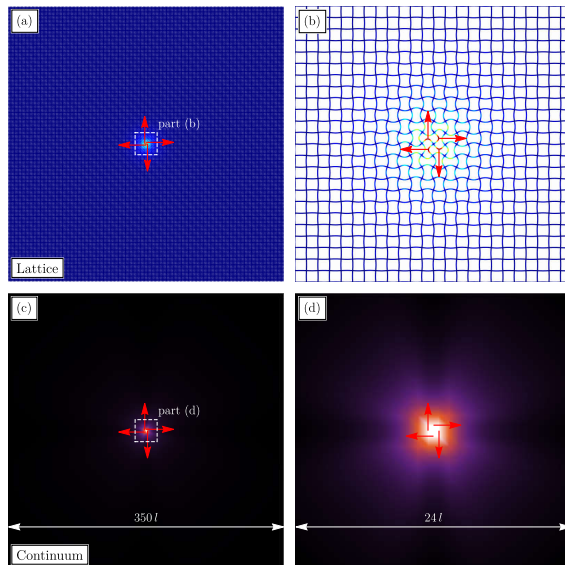 (a)
part (b)
Lattice
(b)
(c)
part (d)
350 l
Continuum
(d)
24 l